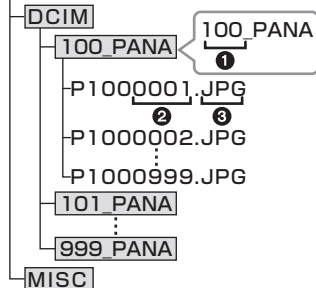 DCIM
100_PANA
100_PANA
❶
P1000001.JPG
❷ ❸
P1000002.JPG
P1000999.JPG
101_PANA
999_PANA
MISC